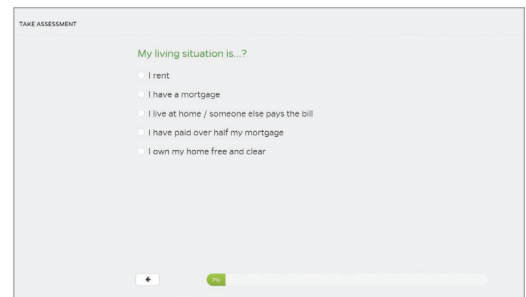 TAKE ASSESSMENT
My living situation is...?
I rent
I have a mortgage
I live at home / someone else pays the bill
I have paid over half my mortgage
I own my home free and clear
7%